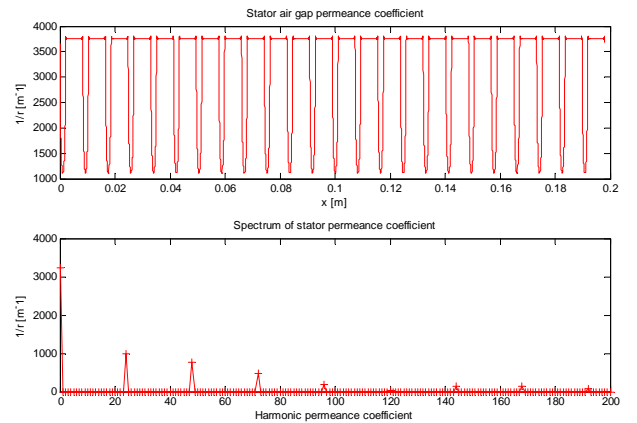 Stator air gap permeance coefficient
4000
3500
3000
2500
2000
1500
1000
1/r [m^-1]
0 0.02 0.04 0.06 0.08 0.1 0.12 0.14 0.16 0.18 0.2
x [m]
Spectrum of stator permeance coefficient
4000
3000
2000
1000
0
1/r [m^-1]
0 20 40 60 80 100 120 140 160 180 200
Harmonic permeance coefficient